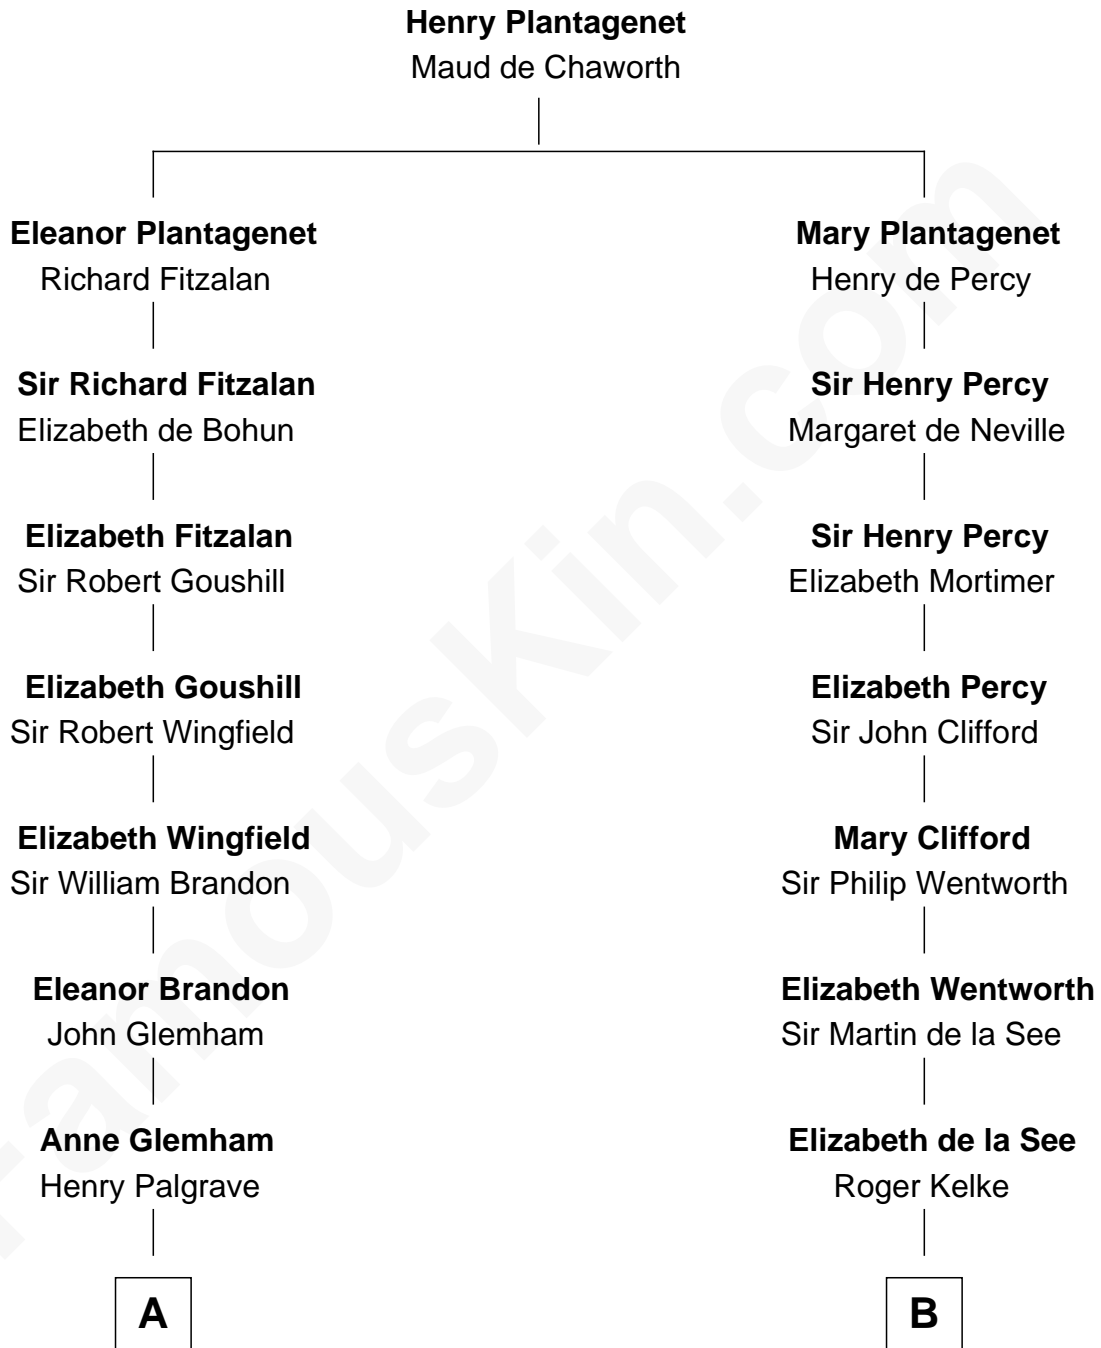 Henry Plantagenet
Maud de Chaworth
Eleanor Plantagenet
Richard Fitzalan
Mary Plantagenet
Henry de Percy
Sir Richard Fitzalan
Elizabeth de Bohun
Sir Henry Percy
Margaret de Neville
Elizabeth Fitzalan
Sir Robert Goushill
Sir Henry Percy
Elizabeth Mortimer
Elizabeth Goushill
Sir Robert Wingfield
Elizabeth Percy
Sir John Clifford
Elizabeth Wingfield
Sir William Brandon
Mary Clifford
Sir Philip Wentworth
Eleanor Brandon
John Glemham
Elizabeth Wentworth
Sir Martin de la See
Anne Glemham
Henry Palgrave
Elizabeth de la See
Roger Kelke
A
B
FamousKin.com